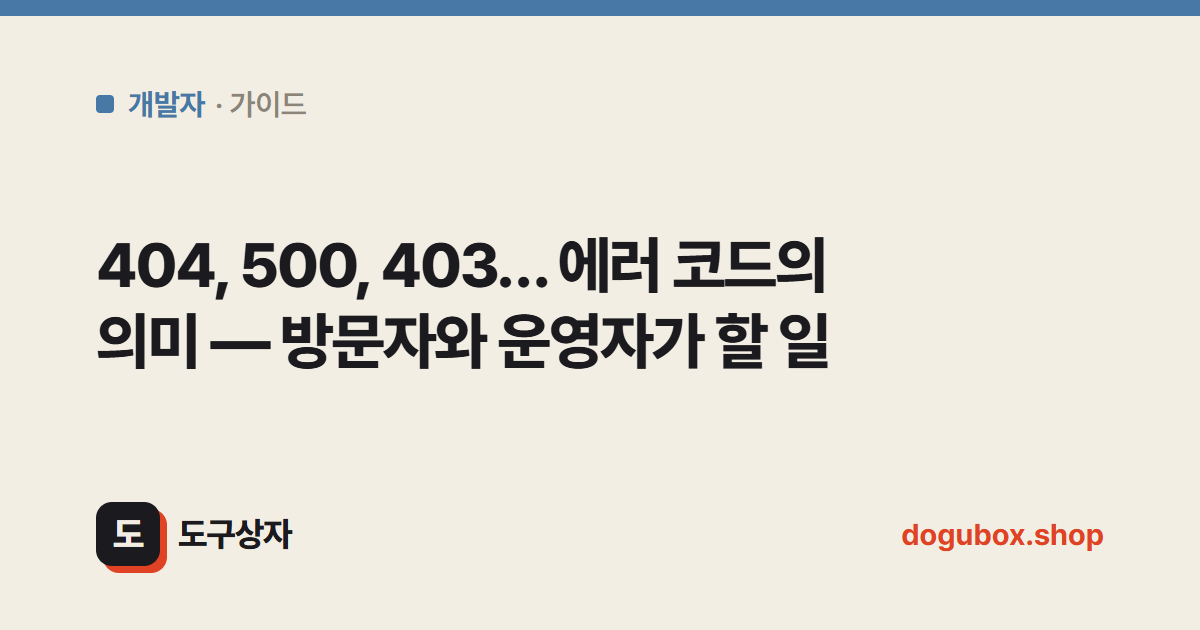 개발자 · 가이드
404, 500, 403... 에러 코드의
의미 — 방문자와 운영자가 할 일
도 도구상자
dogubox.shop